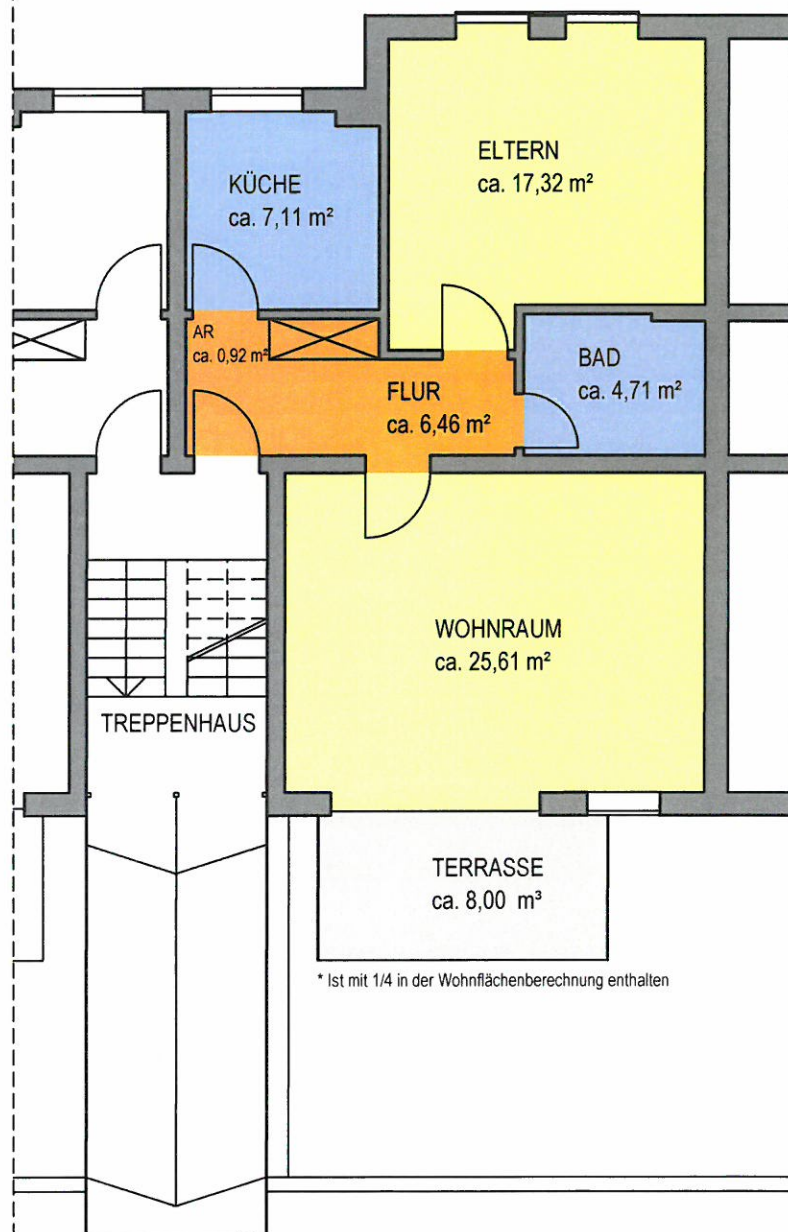 ELTERN
ca. 17,32 m²
KÜCHE
ca. 7,11 m²
AR
ca. 0,92 m²
BAD
ca. 4,71 m²
FLUR
ca. 6,46 m²
WOHNRAUM
ca. 25,61 m²
TREPPENHAUS
TERRASSE
ca. 8,00 m³
* Ist mit 1/4 in der Wohnflächenberechnung enthalten